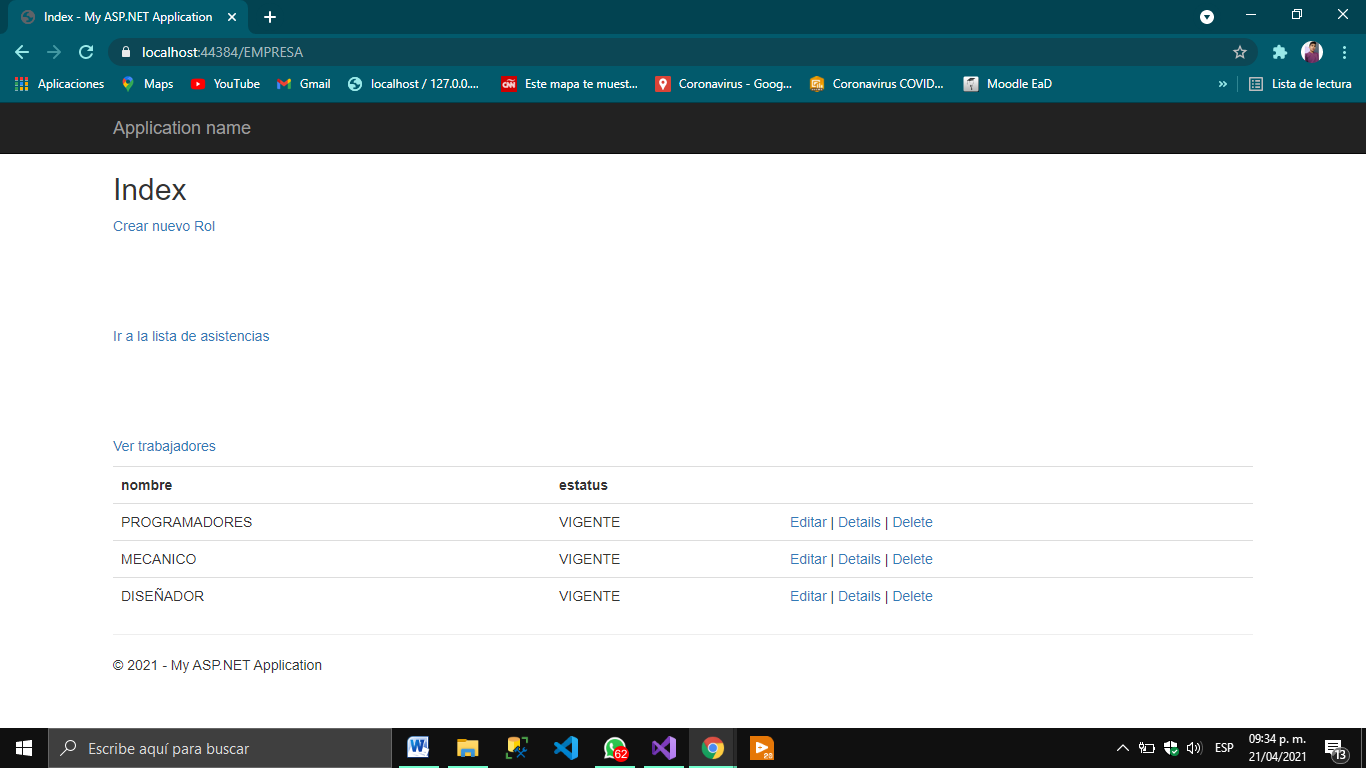 Index - My ASP.NET Application
localhost:44384/EMPRESA
Aplicaciones Maps YouTube Gmail localhost / 127.0.0.... CNN Este mapa te muest... Coronavirus - Goog... Coronavirus COVID... Moodle EaD » Lista de lectura
Application name
Index
Crear nuevo Rol
Ir a la lista de asistencias
Ver trabajadores
nombre estatus
PROGRAMADORES VIGENTE Editar | Details | Delete
MECANICO VIGENTE Editar | Details | Delete
DISEÑADOR VIGENTE Editar | Details | Delete
© 2021 - My ASP.NET Application
Escribe aquí para buscar
62
ESP
09:34 p. m.
21/04/2021
13